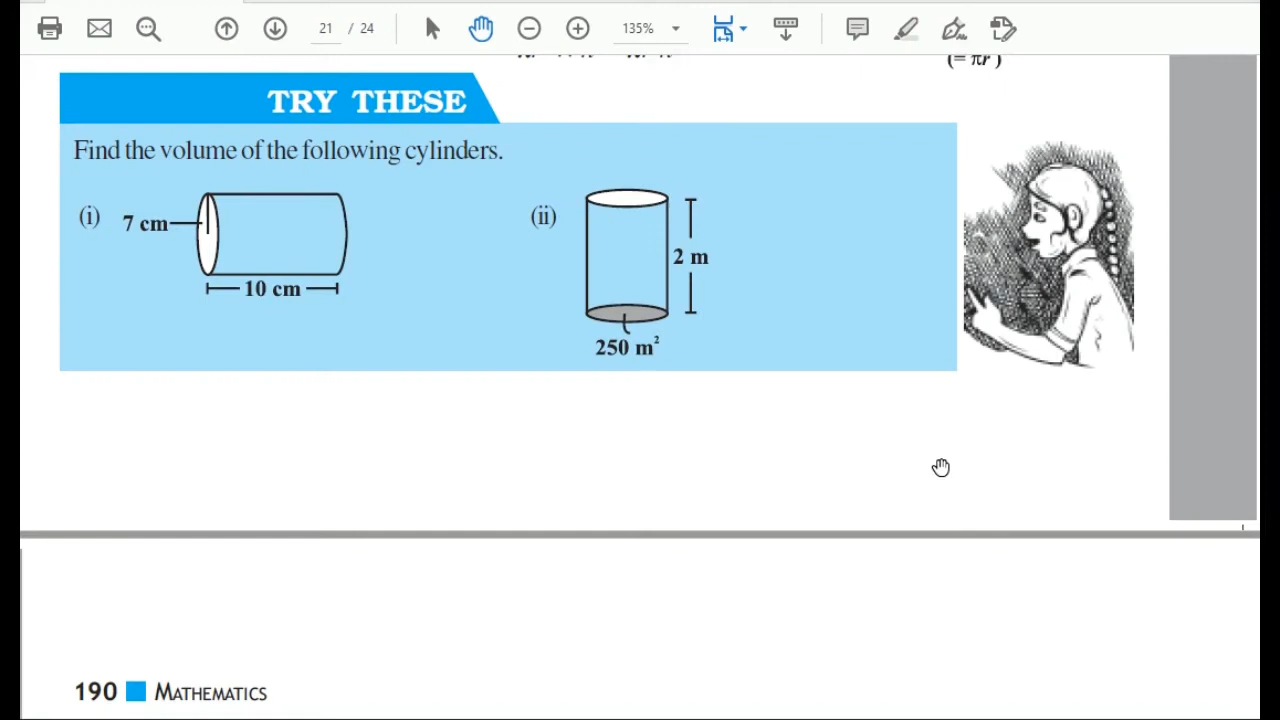 21 / 24
135%
(= πr )
TRY THESE
Find the volume of the following cylinders.
(i)
7 cm
10 cm
(ii)
2 m
250 m²
190 MATHEMATICS